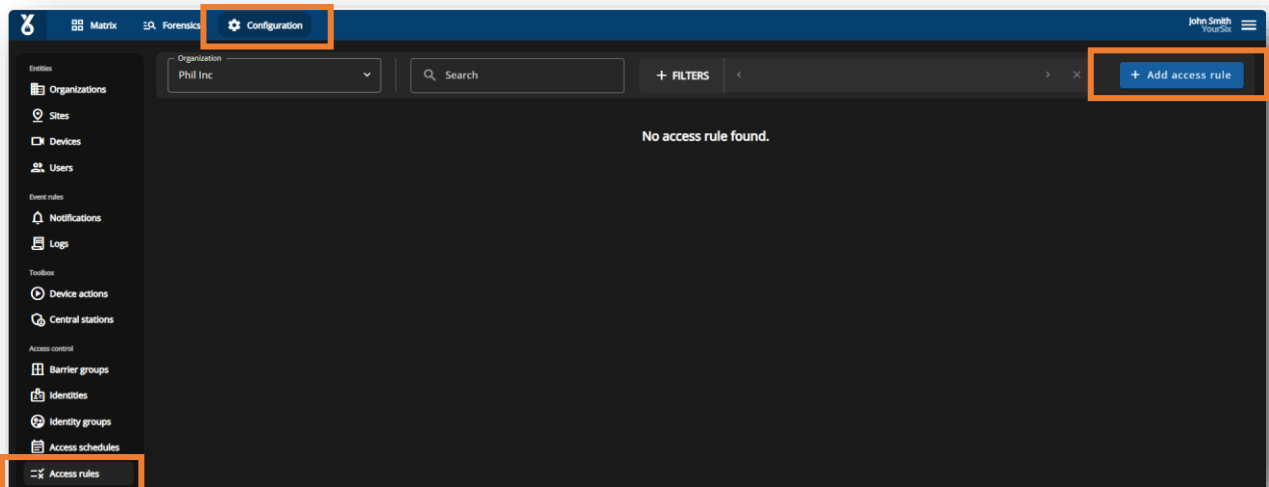 Matrix
Forensics
Configuration
John Smith
YourSix
Entities
Organizations
Sites
Devices
Users
Event rules
Notifications
Logs
Toolbox
Device actions
Central stations
Access control
Barrier groups
Identities
Identity groups
Access schedules
Access rules
Organization
Phil Inc
Search
+ FILTERS
+ Add access rule
No access rule found.